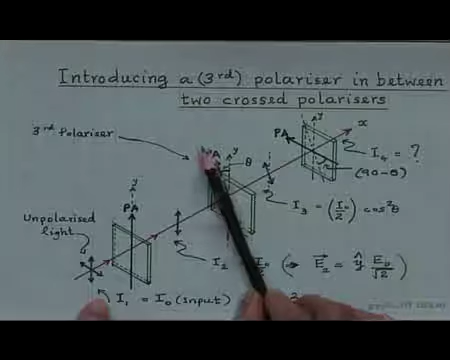 Introducing a (3rd) polariser in between
two crossed polarisers
3rd Polariser
PA
y
x
I₄ = ?
(90-θ)
PA
y
θ
I₃ = (I₀/2) cos²θ
Unpolarised
light
y
PA
I₂
(⇒ E⃗₂ = ŷ E₀/√2)
I₁ = I₀ (input)